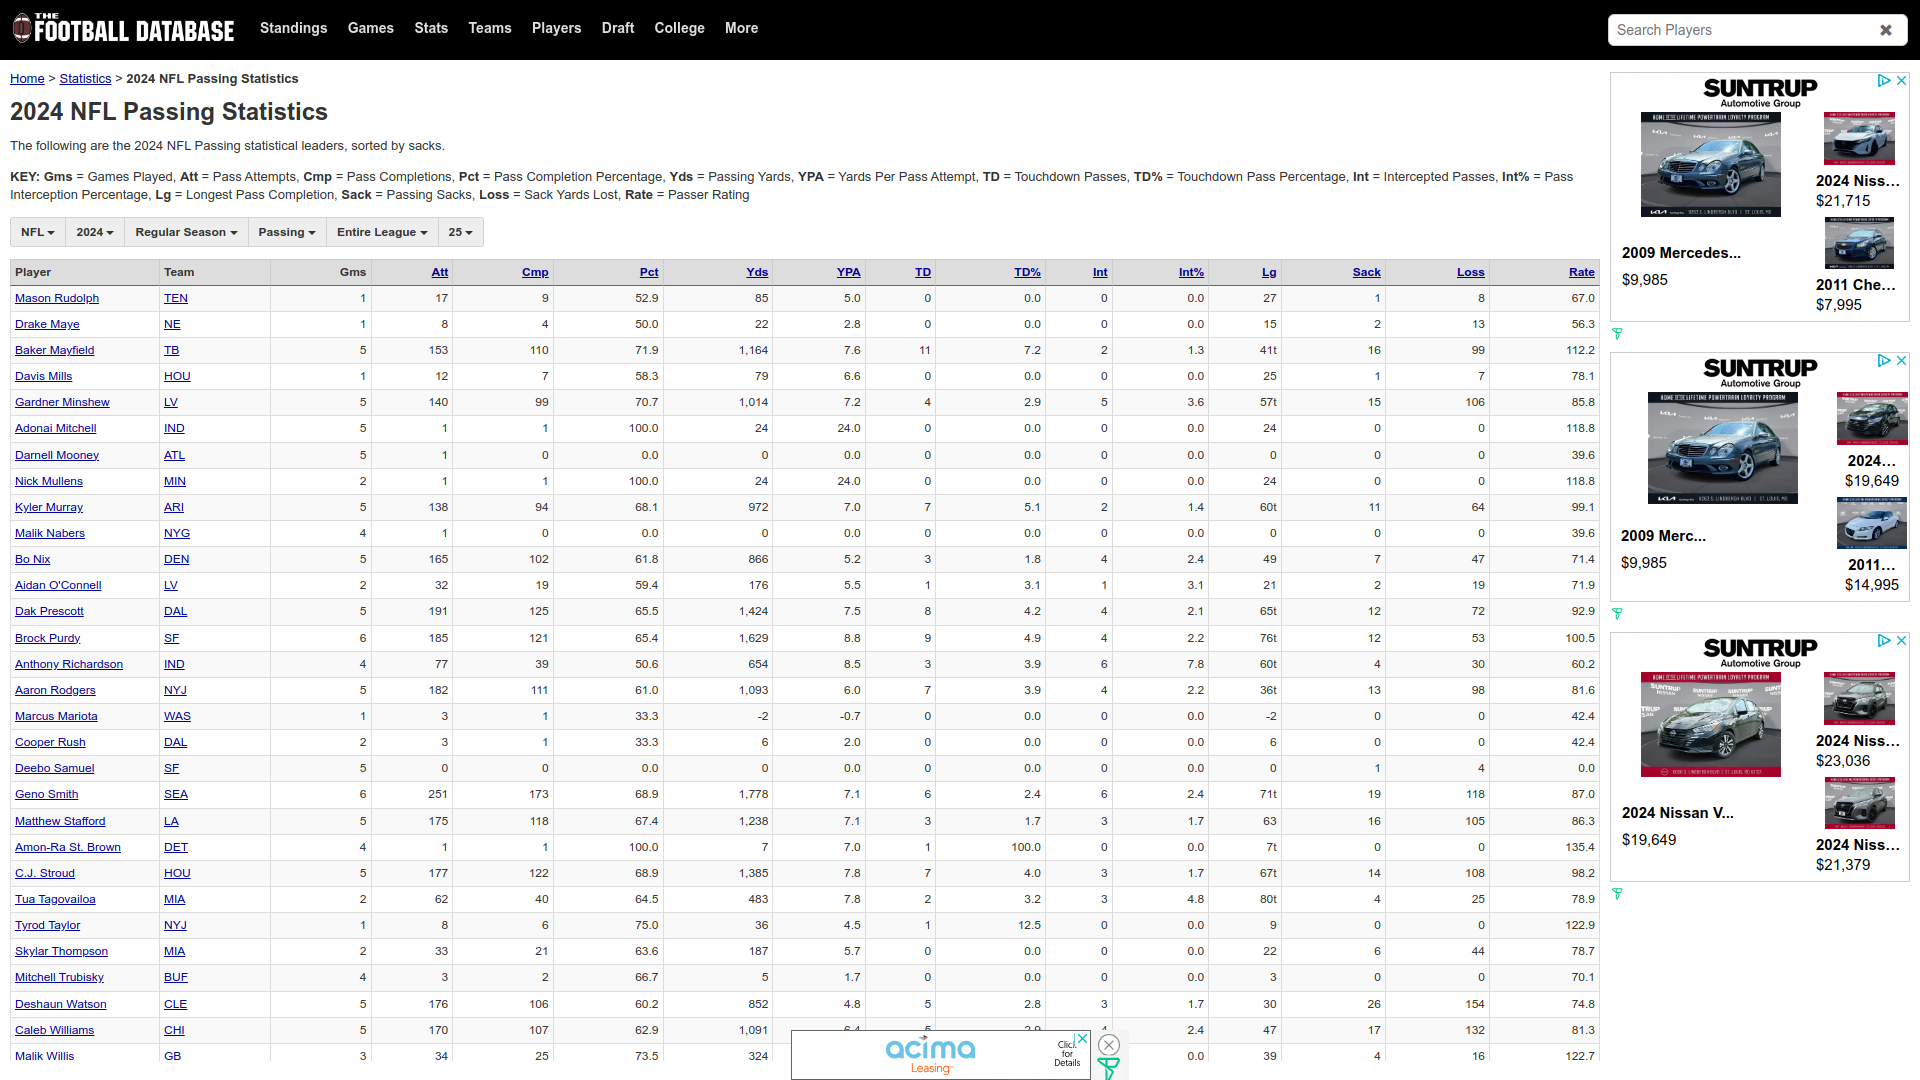 THE FOOTBALL DATABASE
Standings Games Stats Teams Players Draft College More
Search Players
Home > Statistics > 2024 NFL Passing Statistics
2024 NFL Passing Statistics
The following are the 2024 NFL Passing statistical leaders, sorted by sacks.
KEY: Gms = Games Played, Att = Pass Attempts, Cmp = Pass Completions, Pct = Pass Completion Percentage, Yds = Passing Yards, YPA = Yards Per Pass Attempt, TD = Touchdown Passes, TD% = Touchdown Pass Percentage, Int = Intercepted Passes, Int% = Pass
Interception Percentage, Lg = Longest Pass Completion, Sack = Passing Sacks, Loss = Sack Yards Lost, Rate = Passer Rating
NFL 2024 Regular Season Passing Entire League 25
Player Team Gms Att Cmp Pct Yds YPA TD TD% Int Int% Lg Sack Loss Rate
Mason Rudolph TEN 1 17 9 52.9 85 5.0 0 0.0 0 0.0 27 1 8 67.0
Drake Maye NE 1 8 4 50.0 22 2.8 0 0.0 0 0.0 15 2 13 56.3
Baker Mayfield TB 5 153 110 71.9 1,164 7.6 11 7.2 2 1.3 41t 16 99 112.2
Davis Mills HOU 1 12 7 58.3 79 6.6 0 0.0 0 0.0 25 1 7 78.1
Gardner Minshew LV 5 140 99 70.7 1,014 7.2 4 2.9 5 3.6 57t 15 106 85.8
Adonai Mitchell IND 5 1 1 100.0 24 24.0 0 0.0 0 0.0 24 0 0 118.8
Darnell Mooney ATL 5 1 0 0.0 0 0.0 0 0.0 0 0.0 0 0 0 39.6
Nick Mullens MIN 2 1 1 100.0 24 24.0 0 0.0 0 0.0 24 0 0 118.8
Kyler Murray ARI 5 138 94 68.1 972 7.0 7 5.1 2 1.4 60t 11 64 99.1
Malik Nabers NYG 4 1 0 0.0 0 0.0 0 0.0 0 0.0 0 0 0 39.6
Bo Nix DEN 5 165 102 61.8 866 5.2 3 1.8 4 2.4 49 7 47 71.4
Aidan O'Connell LV 2 32 19 59.4 176 5.5 1 3.1 1 3.1 21 2 19 71.9
Dak Prescott DAL 5 191 125 65.5 1,424 7.5 8 4.2 4 2.1 65t 12 72 92.9
Brock Purdy SF 6 185 121 65.4 1,629 8.8 9 4.9 4 2.2 76t 12 53 100.5
Anthony Richardson IND 4 77 39 50.6 654 8.5 3 3.9 6 7.8 60t 4 30 60.2
Aaron Rodgers NYJ 5 182 111 61.0 1,093 6.0 7 3.9 4 2.2 36t 13 98 81.6
Marcus Mariota WAS 1 3 1 33.3 -2 -0.7 0 0.0 0 0.0 -2 0 0 42.4
Cooper Rush DAL 2 3 1 33.3 6 2.0 0 0.0 0 0.0 6 0 0 42.4
Deebo Samuel SF 5 0 0 0.0 0 0.0 0 0.0 0 0.0 0 1 4 0.0
Geno Smith SEA 6 251 173 68.9 1,778 7.1 6 2.4 6 2.4 71t 19 118 87.0
Matthew Stafford LA 5 175 118 67.4 1,238 7.1 3 1.7 3 1.7 63 16 105 86.3
Amon-Ra St. Brown DET 4 1 1 100.0 7 7.0 1 100.0 0 0.0 7t 0 0 135.4
C.J. Stroud HOU 5 177 122 68.9 1,385 7.8 7 4.0 3 1.7 67t 14 108 98.2
Tua Tagovailoa MIA 2 62 40 64.5 483 7.8 2 3.2 3 4.8 80t 4 25 78.9
Tyrod Taylor NYJ 1 8 6 75.0 36 4.5 1 12.5 0 0.0 9 0 0 122.9
Skylar Thompson MIA 2 33 21 63.6 187 5.7 0 0.0 0 0.0 22 6 44 78.7
Mitchell Trubisky BUF 4 3 2 66.7 5 1.7 0 0.0 0 0.0 3 0 0 70.1
Deshaun Watson CLE 5 176 106 60.2 852 4.8 5 2.8 3 1.7 30 26 154 74.8
Caleb Williams CHI 5 170 107 62.9 1,091 2.4 47 17 132 81.3
Malik Willis GB 3 34 25 73.5 324 0.0 39 4 16 122.7
SUNTRUP
Automotive Group
2009 Mercedes...
$9,985
2024 Niss...
$21,715
2011 Che...
$7,995
SUNTRUP
Automotive Group
2009 Merc...
$9,985
2024...
$19,649
2011...
$14,995
SUNTRUP
Automotive Group
2024 Nissan V...
$19,649
2024 Niss...
$23,036
2024 Niss...
$21,379
acima
Leasing
for
Details